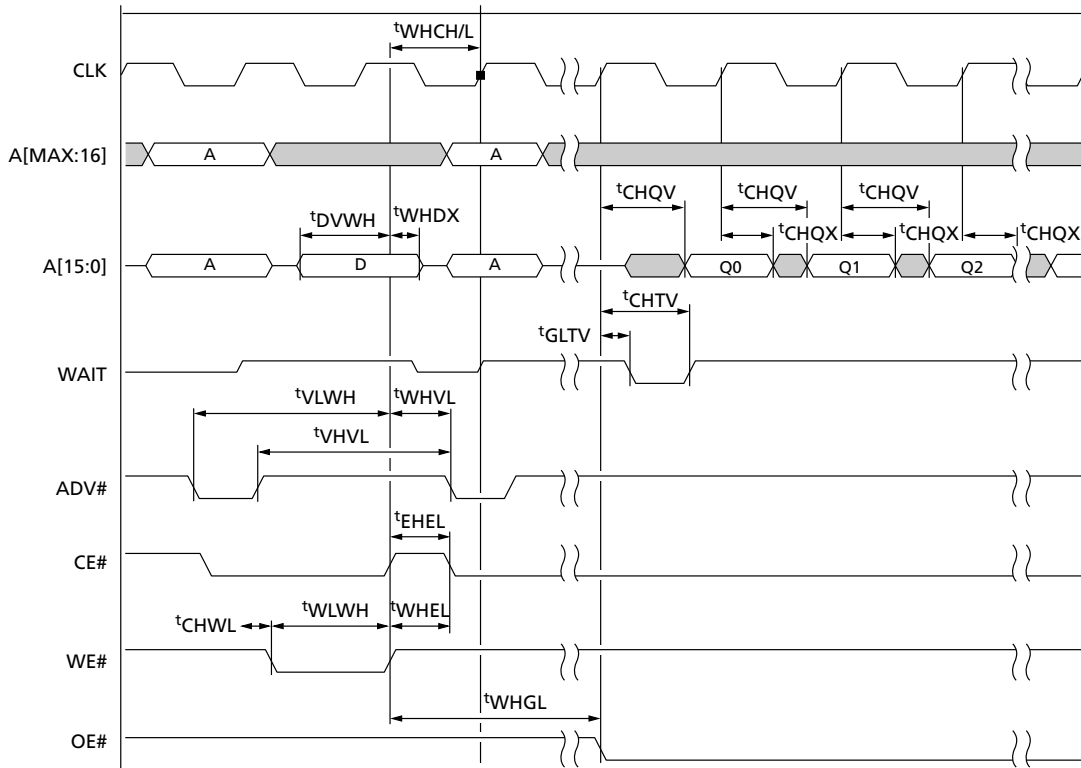 tWHCH/L
CLK
A[MAX:16] A A
tCHQV tCHQV tCHQV
tDVWH tWHDX tCHQX tCHQX tCHQX
A[15:0] A D A Q0 Q1 Q2
tCHTV
tGLTV
WAIT
tVLWH tWHVL
tVHVL
ADV#
tEHEL
CE#
tCHWL tWLWH tWHEL
WE#
tWHGL
OE#